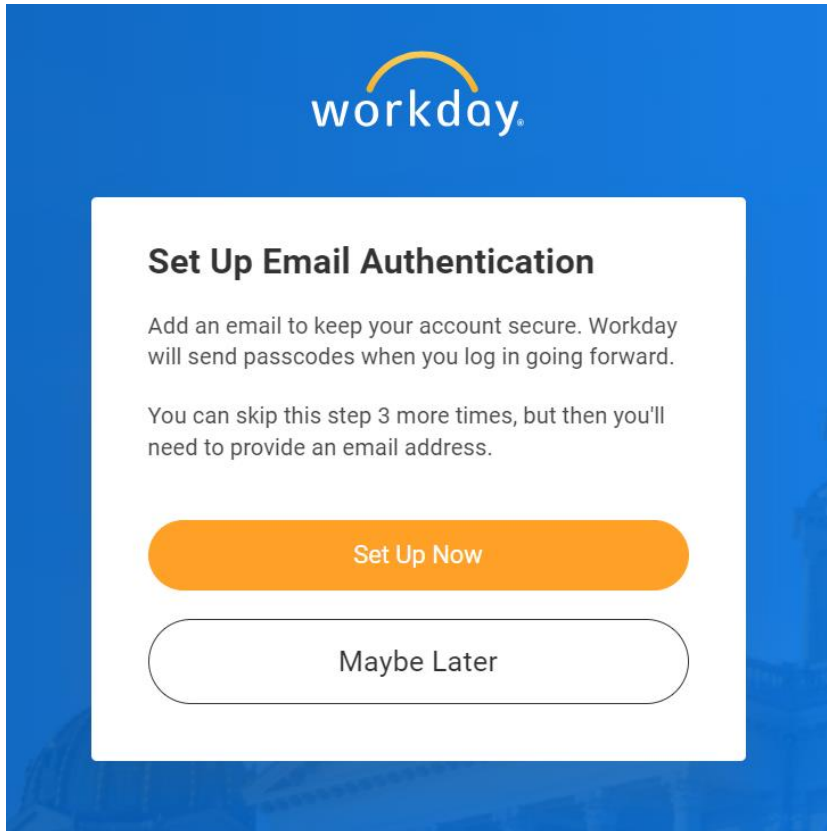 workday.
Set Up Email Authentication
Add an email to keep your account secure. Workday
will send passcodes when you log in going forward.
You can skip this step 3 more times, but then you'll
need to provide an email address.
Set Up Now
Maybe Later